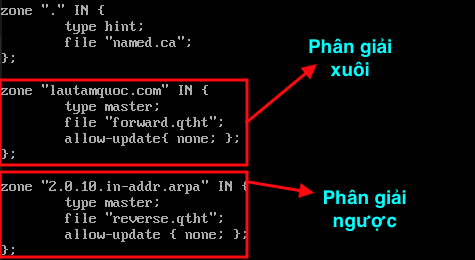 zone "." IN {
type hint;
file "named.ca";
};
zone "lautamquoc.com" IN {
type master;
file "forward.qtht";
allow-update{ none; };
};
zone "2.0.10.in-addr.arpa" IN {
type master;
file "reverse.qtht";
allow-update { none; };
};
Phân giải
xuôi
Phân giải
ngược